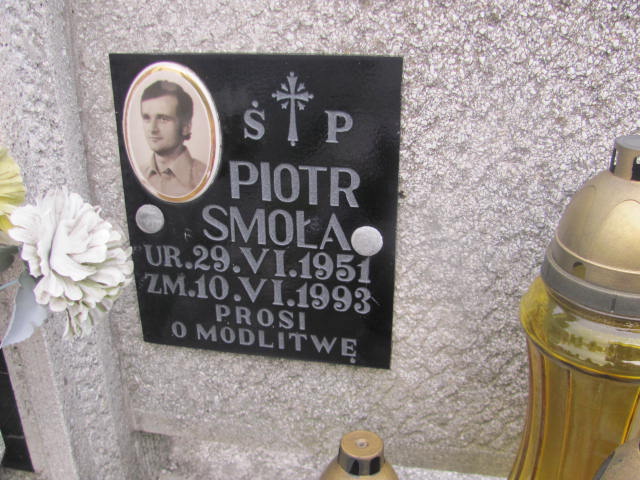 Ś P
PIOTR
SMOŁA
UR.29.VI.1951
ZM.10.VI.1993
PROSI
O MODLITWĘ